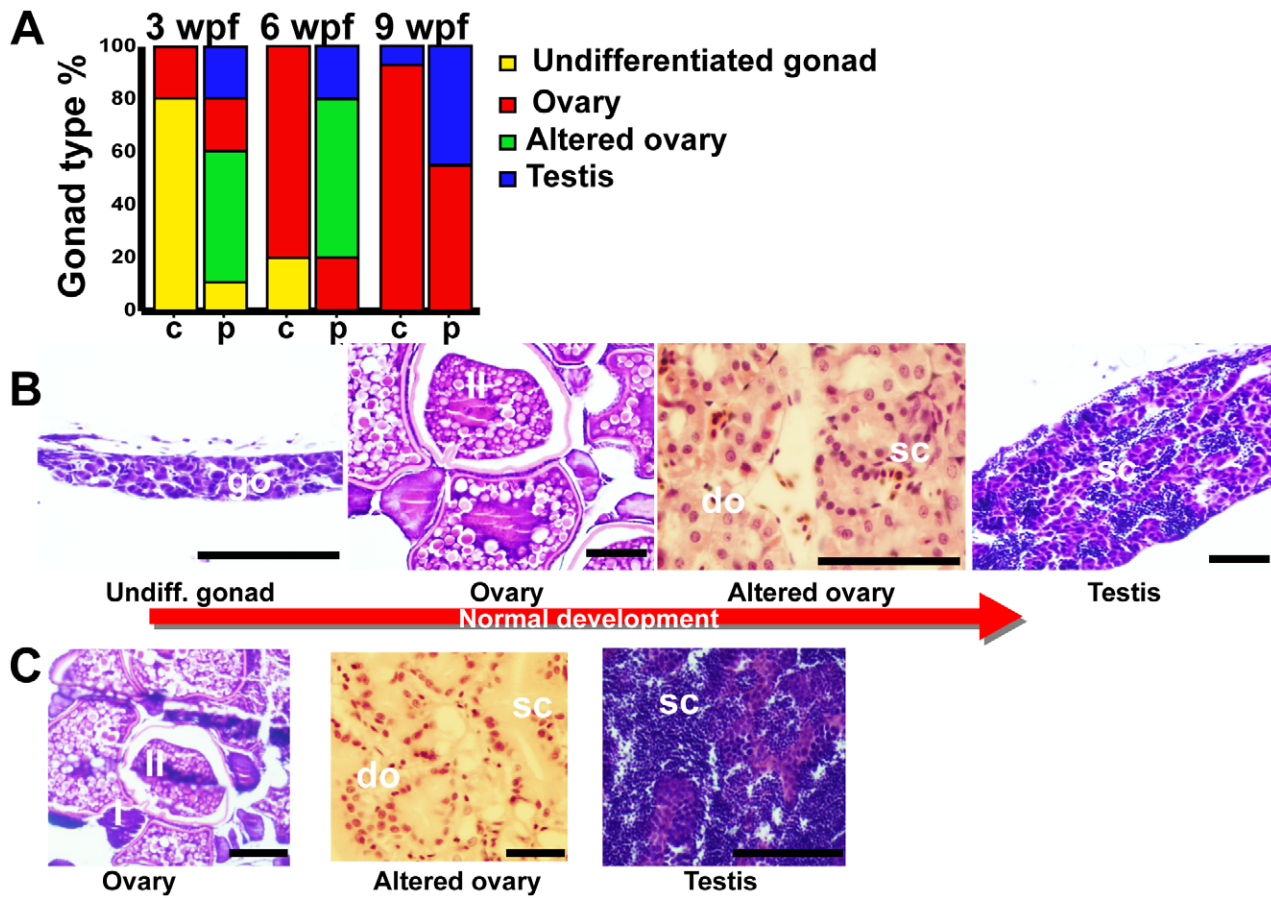 A
3 wpf 6 wpf 9 wpf
Gonad type %
100
80
60
40
20
0
c p c p c p
Undifferentiated gonad
Ovary
Altered ovary
Testis
B
go
II
do
sc
sc
Undiff. gonad Ovary Altered ovary Testis
Normal development
C
II
I
do
sc
sc
Ovary Altered ovary Testis